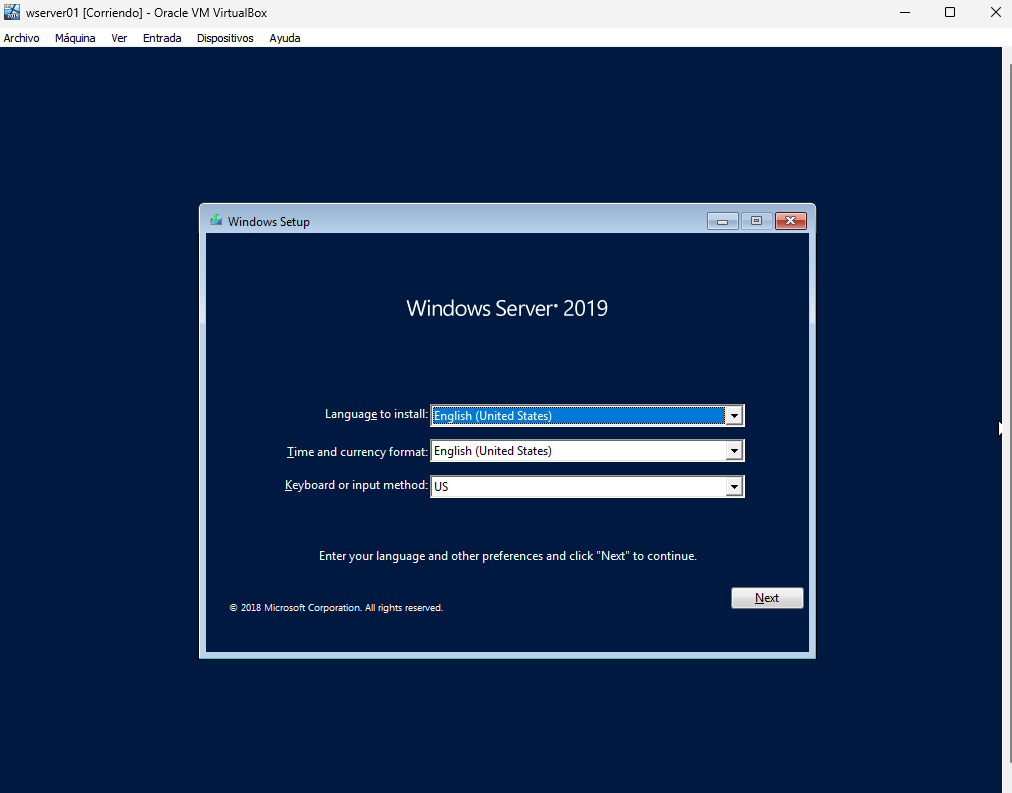 wserver01 [Corriendo] - Oracle VM VirtualBox
Archivo Máquina Ver Entrada Dispositivos Ayuda
Windows Setup
Windows Server® 2019
Language to install: English (United States)
Time and currency format: English (United States)
Keyboard or input method: US
Enter your language and other preferences and click "Next" to continue.
Next
© 2018 Microsoft Corporation. All rights reserved.